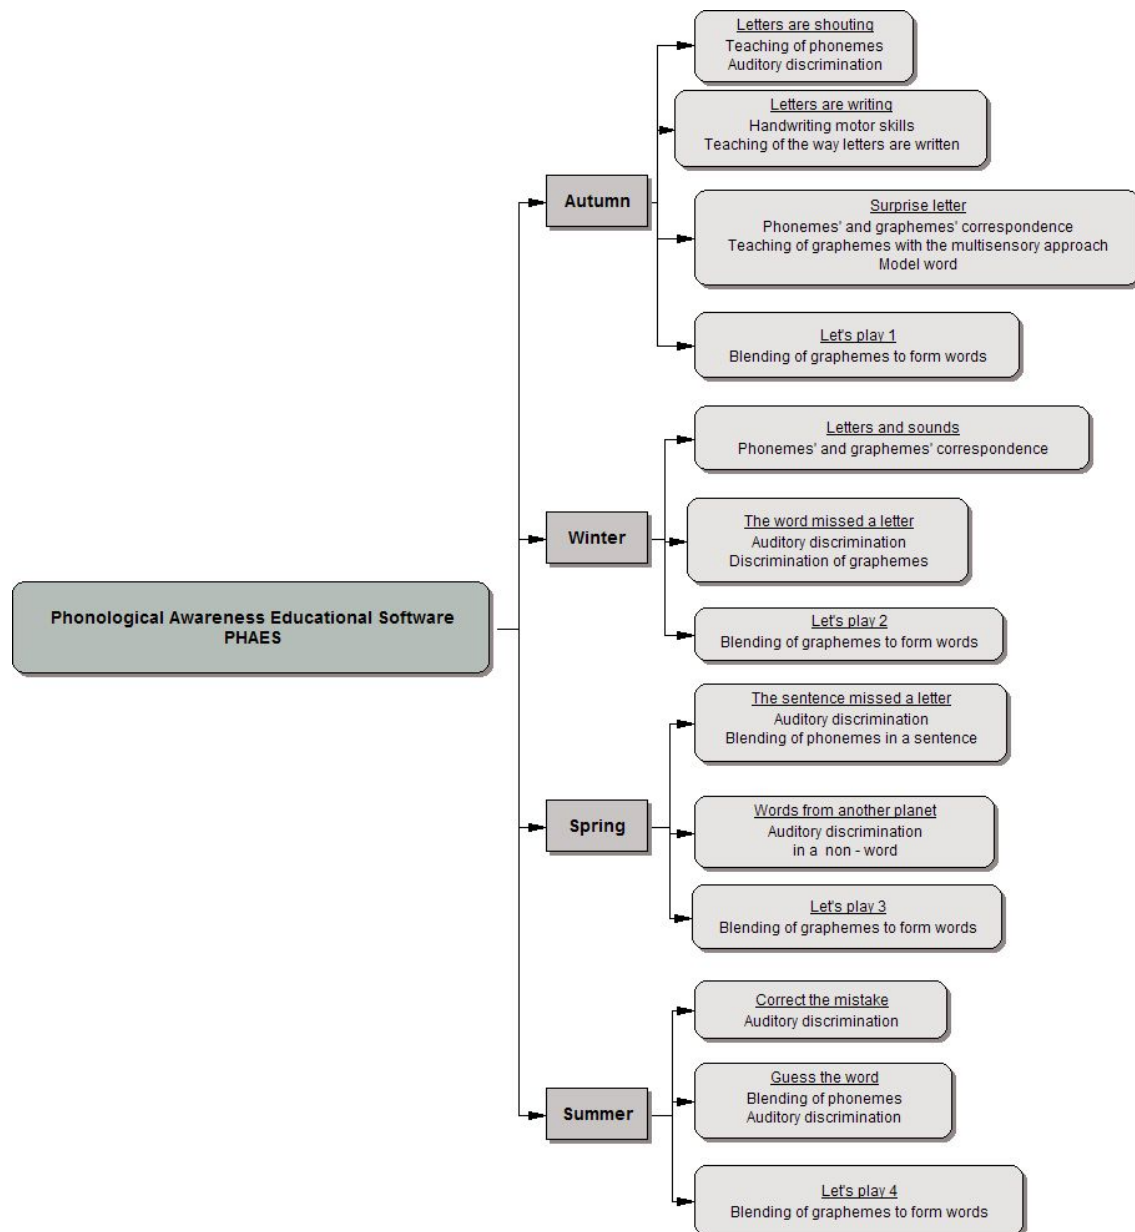 Phonological Awareness Educational Software
PHAES
Autumn
Letters are shouting
Teaching of phonemes
Auditory discrimination
Letters are writing
Handwriting motor skills
Teaching of the way letters are written
Surprise letter
Phonemes' and graphemes' correspondence
Teaching of graphemes with the multisensory approach
Model word
Let's play 1
Blending of graphemes to form words
Winter
Letters and sounds
Phonemes' and graphemes' correspondence
The word missed a letter
Auditory discrimination
Discrimination of graphemes
Let's play 2
Blending of graphemes to form words
Spring
The sentence missed a letter
Auditory discrimination
Blending of phonemes in a sentence
Words from another planet
Auditory discrimination
in a non - word
Let's play 3
Blending of graphemes to form words
Summer
Correct the mistake
Auditory discrimination
Guess the word
Blending of phonemes
Auditory discrimination
Let's play 4
Blending of graphemes to form words